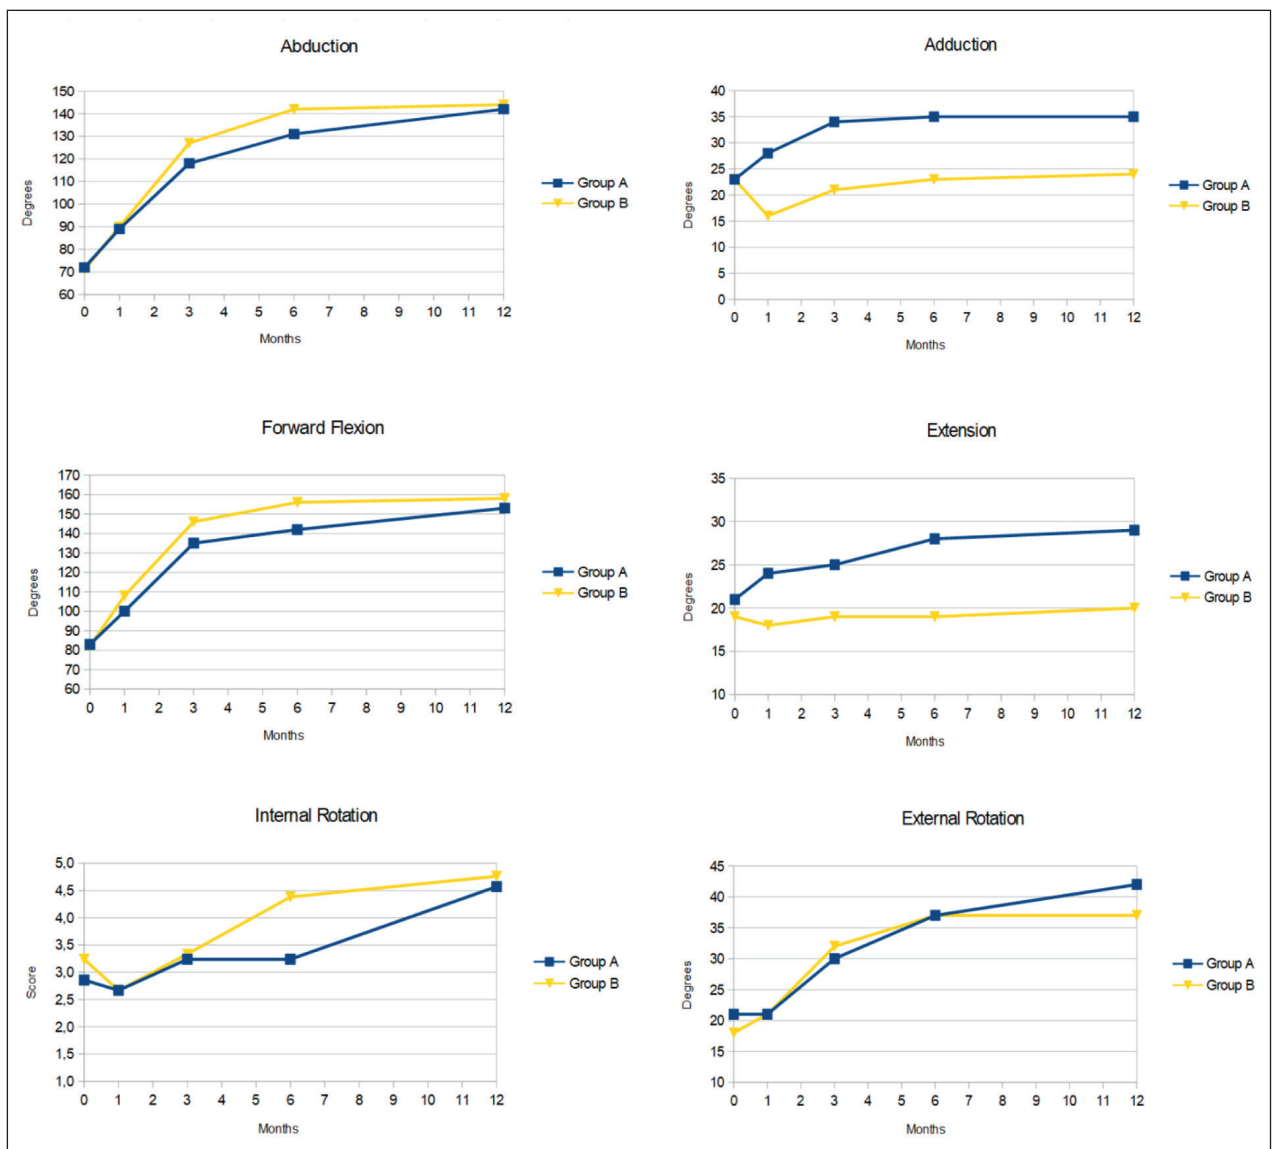 Abduction
150
140
130
120
110
100
90
80
70
60
Degrees
0 1 2 3 4 5 6 7 8 9 10 11 12
Months
Group A
Group B
Adduction
40
35
30
25
20
15
10
5
0
Degrees
0 1 2 3 4 5 6 7 8 9 10 11 12
Months
Group A
Group B
Forward Flexion
170
160
150
140
130
120
110
100
90
80
70
60
Degrees
0 1 2 3 4 5 6 7 8 9 10 11 12
Months
Group A
Group B
Extension
35
30
25
20
15
10
Degrees
0 1 2 3 4 5 6 7 8 9 10 11 12
Months
Group A
Group B
Internal Rotation
5,0
4,5
4,0
3,5
3,0
2,5
2,0
1,5
1,0
Score
0 1 2 3 4 5 6 7 8 9 10 11 12
Months
Group A
Group B
External Rotation
45
40
35
30
25
20
15
10
Degrees
0 1 2 3 4 5 6 7 8 9 10 11 12
Months
Group A
Group B